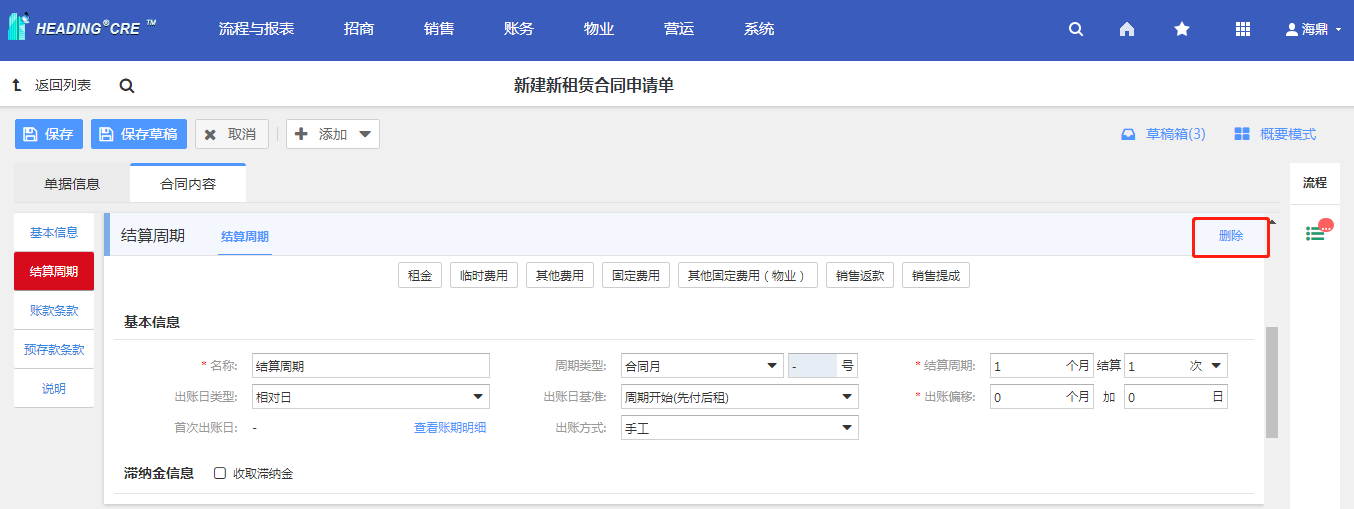 HEADING®CRE ™ 流程与报表 招商 销售 账务 物业 营运 系统 海鼎
返回列表 新建新租赁合同申请单
保存 保存草稿 取消 添加 草稿箱(3) 概要模式
单据信息 合同内容 流程
基本信息
结算周期
账款条款
预存款条款
说明
结算周期 结算周期 删除
租金 临时费用 其他费用 固定费用 其他固定费用（物业） 销售返款 销售提成
基本信息
* 名称: 结算周期 周期类型: 合同月 - 号 * 结算周期: 1 个月 结算 1 次
出账日类型: 相对日 出账日基准: 周期开始(先付后租) * 出账偏移: 0 个月 加 0 日
首次出账日: - 查看账期明细 出账方式: 手工
滞纳金信息 收取滞纳金